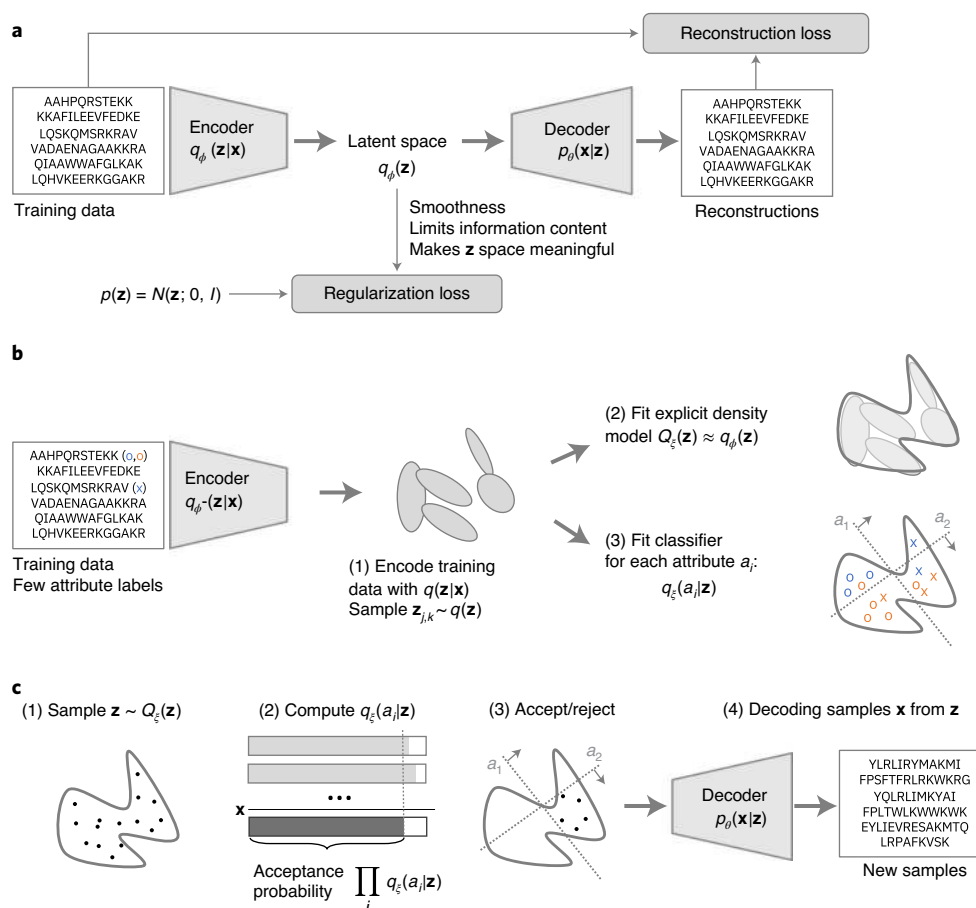 a
Reconstruction loss
AAHPQRSTEKK
KKAFILEEVFEDKE
LQSKQMSRKRAV
VADAENAGAAKKRA
QIAAWWAFGLKAK
LQHVKEERKGGAKR
Training data
Encoder
qϕ (z|x)
Latent space
qϕ(z)
Decoder
pθ(x|z)
AAHPQRSTEKK
KKAFILEEVFEDKE
LQSKQMSRKRAV
VADAENAGAAKKRA
QIAAWWAFGLKAK
LQHVKEERKGGAKR
Reconstructions
Smoothness
Limits information content
Makes z space meaningful
p(z) = N(z; 0, I)
Regularization loss
b
AAHPQRSTEKK (o,o)
KKAFILEEVFEDKE
LQSKQMSRKRAV (x)
VADAENAGAAKKRA
QIAAWWAFGLKAK
LQHVKEERKGGAKR
Training data
Few attribute labels
Encoder
qϕ-(z|x)
(1) Encode training
data with q(z|x)
Sample zj,k ~ q(z)
(2) Fit explicit density
model Qξ(z) ≈ qϕ(z)
(3) Fit classifier
for each attribute ai:
qξ(ai|z)
a1
a2
x
o o x
o o o x
o x x
o o o
c
(1) Sample z ~ Qξ(z)
(2) Compute qξ(ai|z)
•••
x
Acceptance
probability ∏i qξ(ai|z)
(3) Accept/reject
a1
a2
(4) Decoding samples x from z
Decoder
pθ(x|z)
YLRLIRYMAKMI
FPSFTFRLRKWKRG
YQLRLIMKYAI
FPLTWLKWWKWK
EYLIEVRESAKMTQ
LRPAFKVSK
New samples